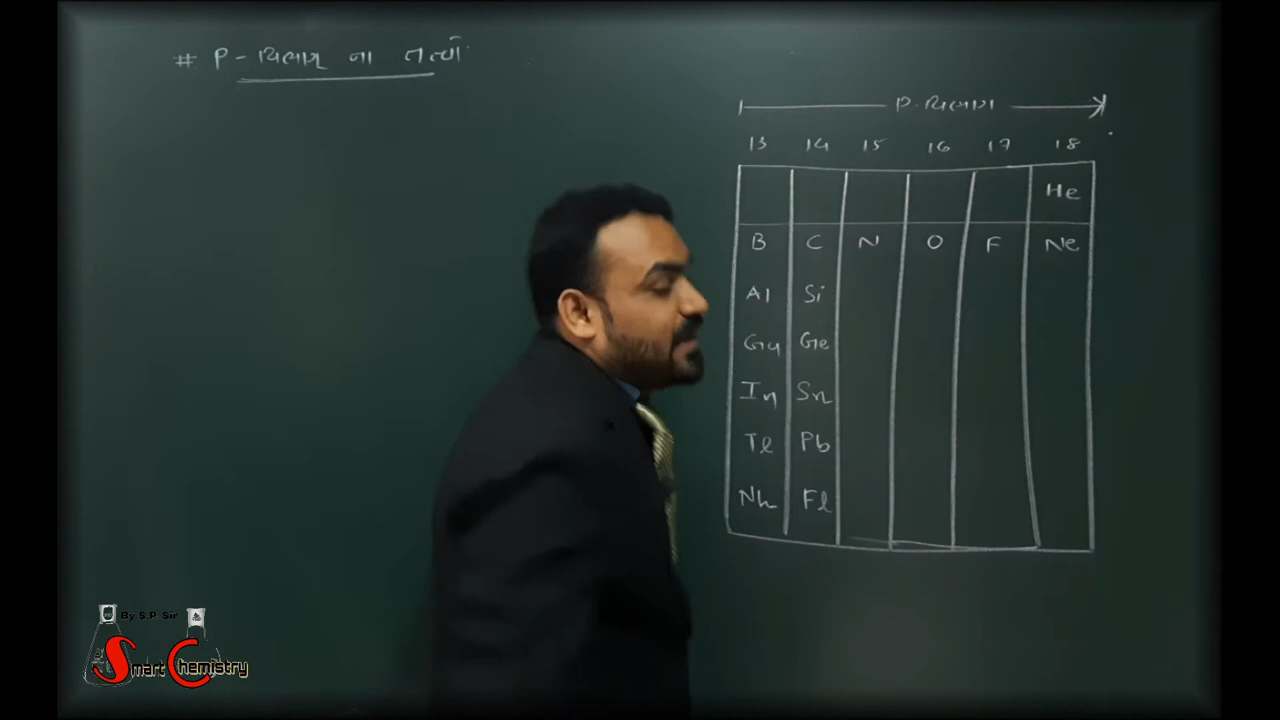 # P - વિભાગ ના તત્વો
P. વિભાગ
13 14 15 16 17 18
He
B C N O F Ne
Al Si
Ga Ge
In Sn
Tl Pb
Nh Fl
By S.P. Sir
Smart Chemistry